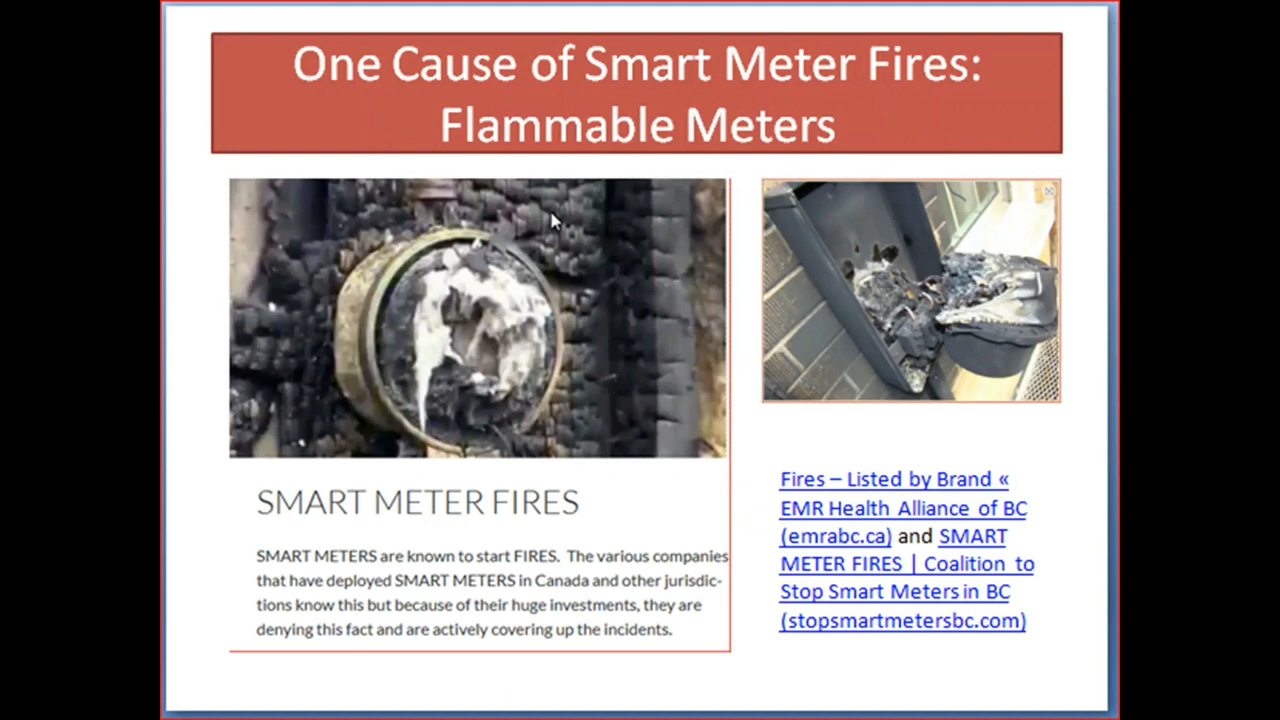 One Cause of Smart Meter Fires:
Flammable Meters
SMART METER FIRES
SMART METERS are known to start FIRES. The various companies
that have deployed SMART METERS in Canada and other jurisdic-
tions know this but because of their huge investments, they are
denying this fact and are actively covering up the incidents.
Fires – Listed by Brand «
EMR Health Alliance of BC
(emrabc.ca) and SMART
METER FIRES | Coalition to
Stop Smart Meters in BC
(stopsmartmetersbc.com)